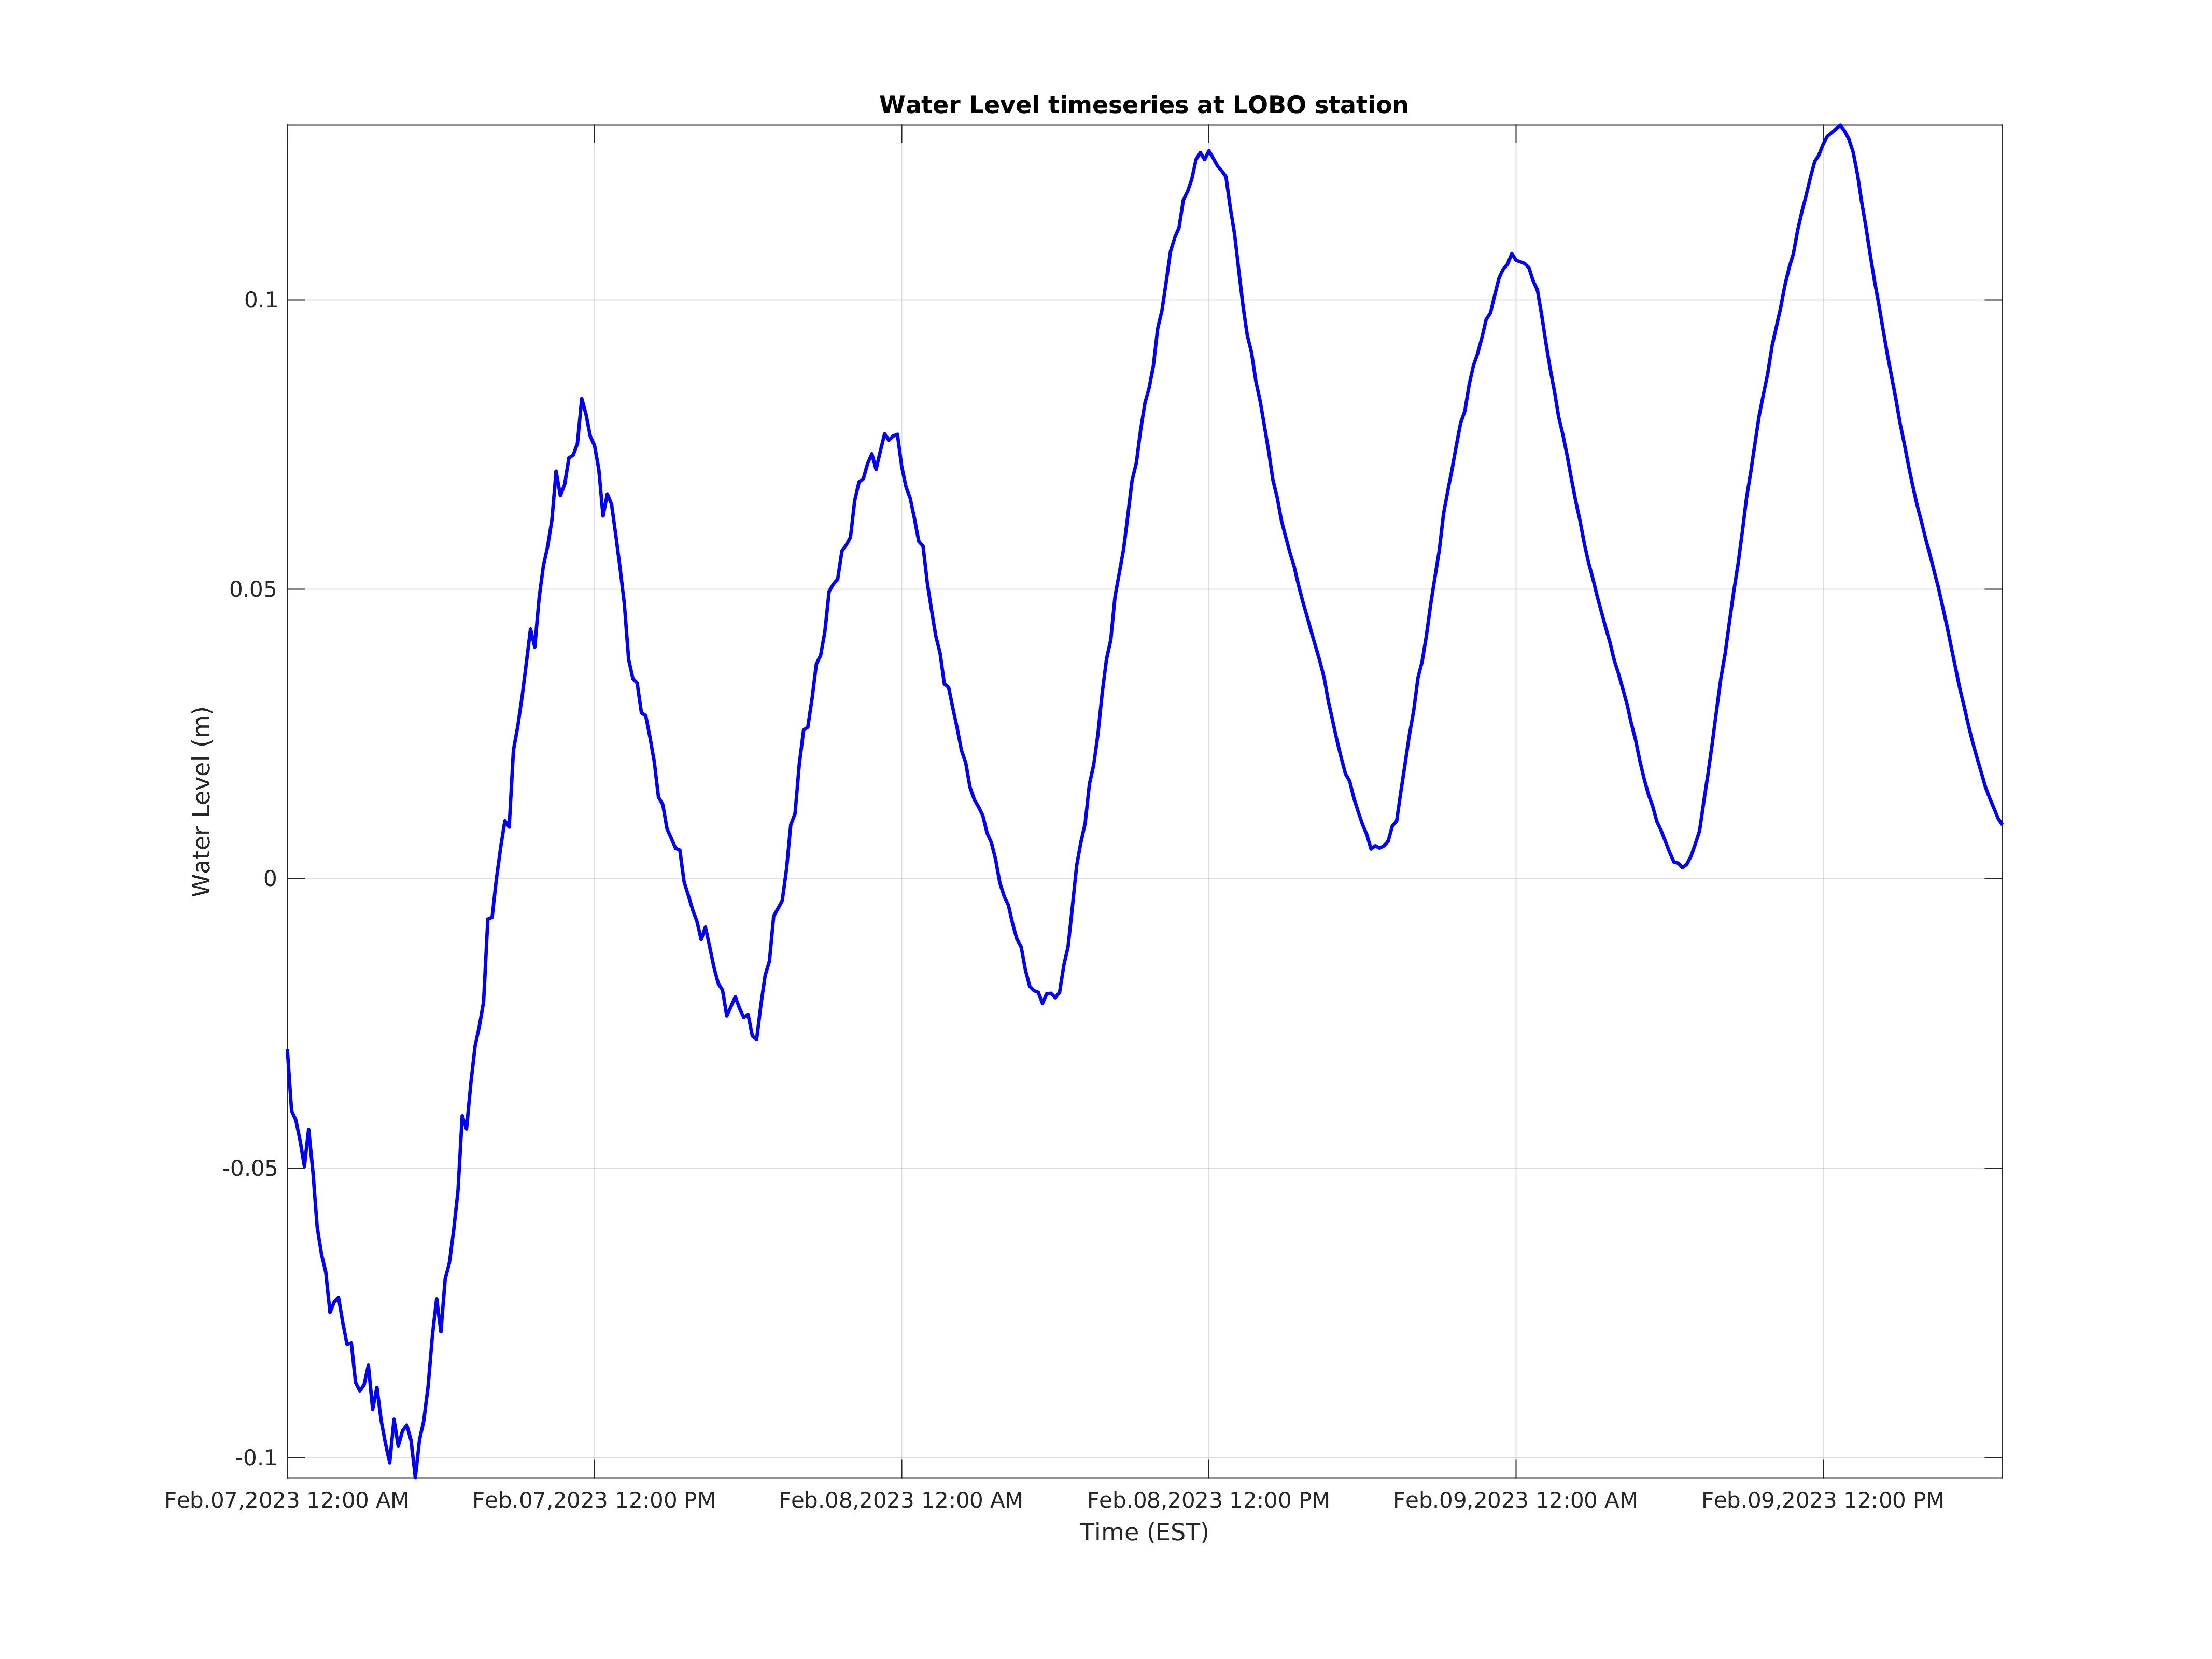 Water Level timeseries at LOBO station
Water Level (m)
0.1
0.05
0
-0.05
-0.1
Feb.07,2023 12:00 AM
Feb.07,2023 12:00 PM
Feb.08,2023 12:00 AM
Feb.08,2023 12:00 PM
Feb.09,2023 12:00 AM
Feb.09,2023 12:00 PM
Time (EST)